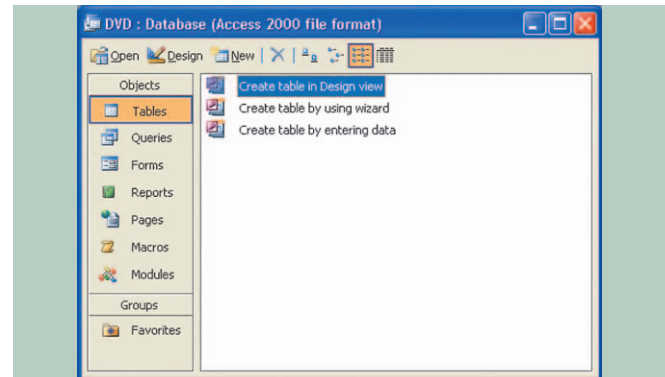 DVD : Database (Access 2000 file format)
Open Design New
Objects
Tables
Queries
Forms
Reports
Pages
Macros
Modules
Groups
Favorites
Create table in Design view
Create table by using wizard
Create table by entering data